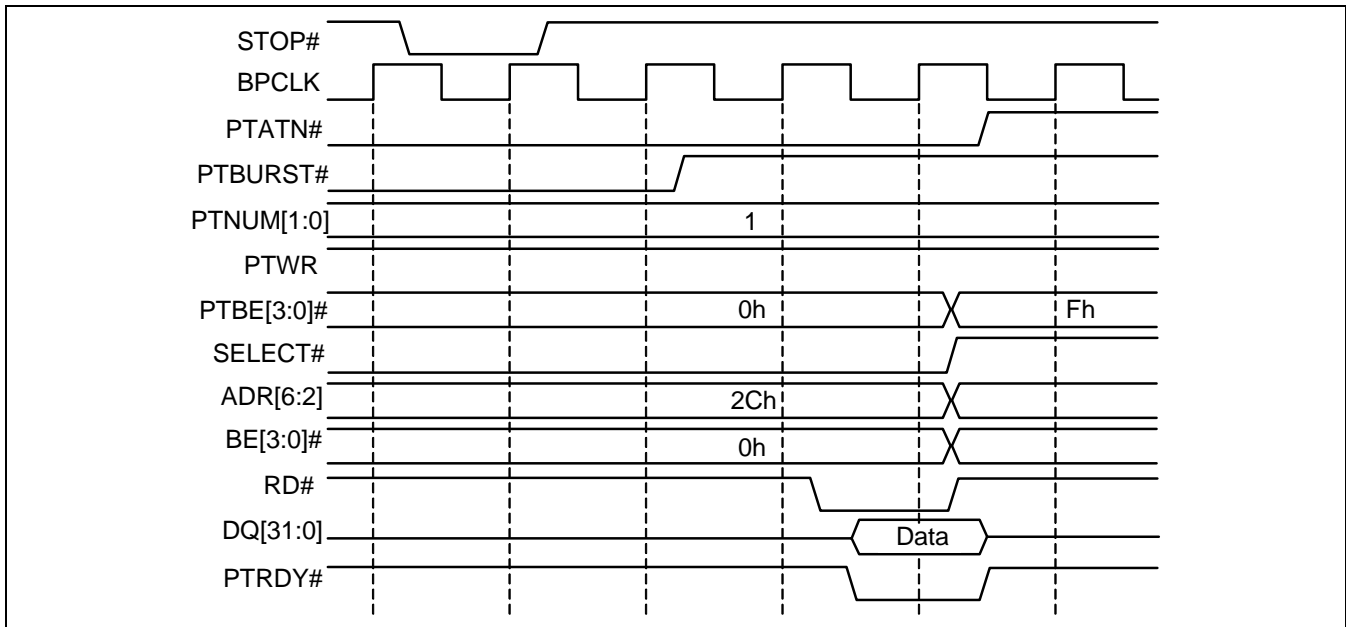 STOP#
BPCLK
PTATN#
PTBURST#
PTNUM[1:0] 1
PTWR
PTBE[3:0]# 0h Fh
SELECT#
ADR[6:2] 2Ch
BE[3:0]# 0h
RD#
DQ[31:0] Data
PTRDY#